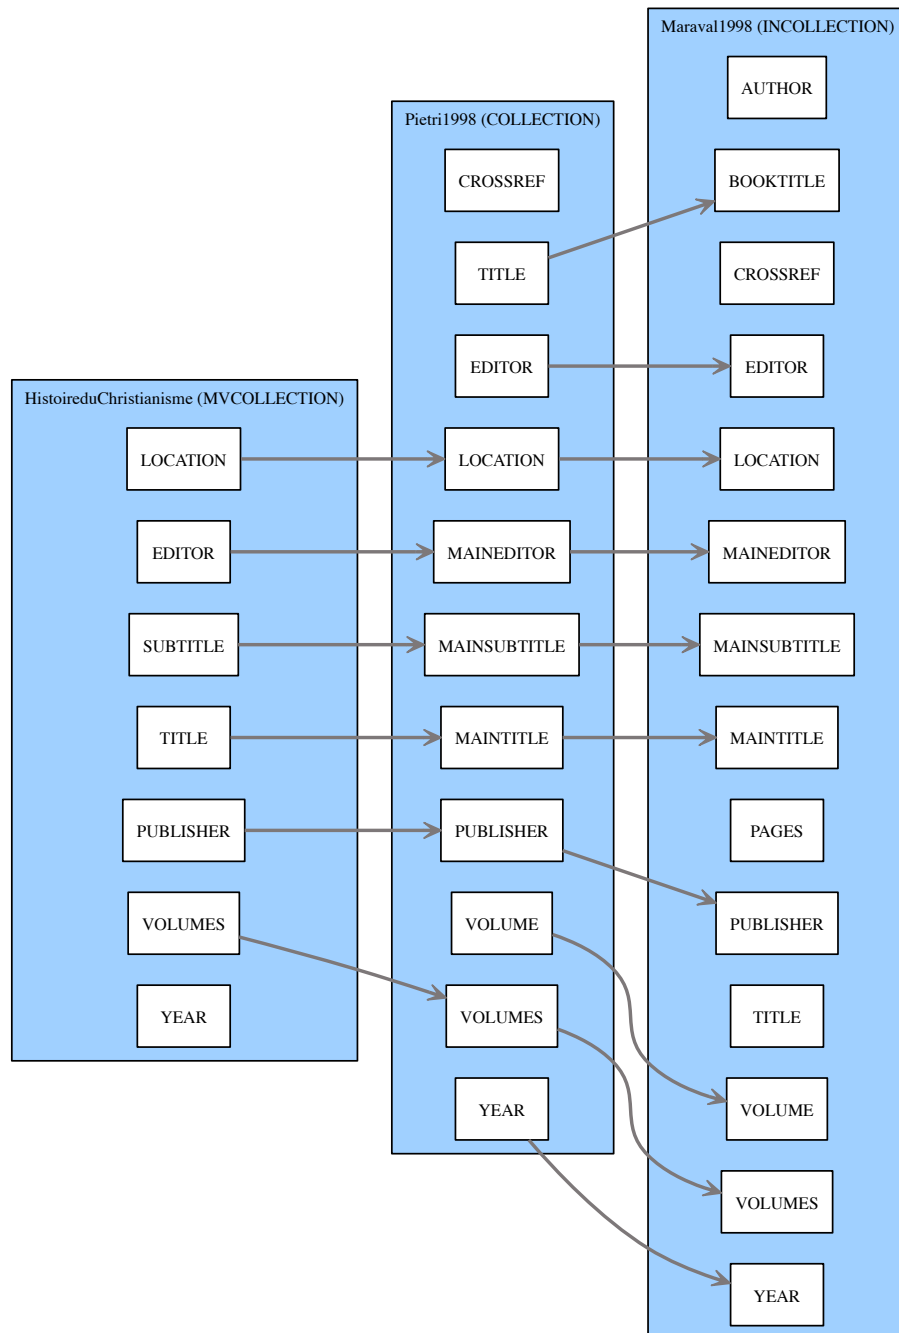 HistoireduChristianisme (MVCOLLECTION)
LOCATION
EDITOR
SUBTITLE
TITLE
PUBLISHER
VOLUMES
YEAR
Pietri1998 (COLLECTION)
CROSSREF
TITLE
EDITOR
LOCATION
MAINEDITOR
MAINSUBTITLE
MAINTITLE
PUBLISHER
VOLUME
VOLUMES
YEAR
Maraval1998 (INCOLLECTION)
AUTHOR
BOOKTITLE
CROSSREF
EDITOR
LOCATION
MAINEDITOR
MAINSUBTITLE
MAINTITLE
PAGES
PUBLISHER
TITLE
VOLUME
VOLUMES
YEAR